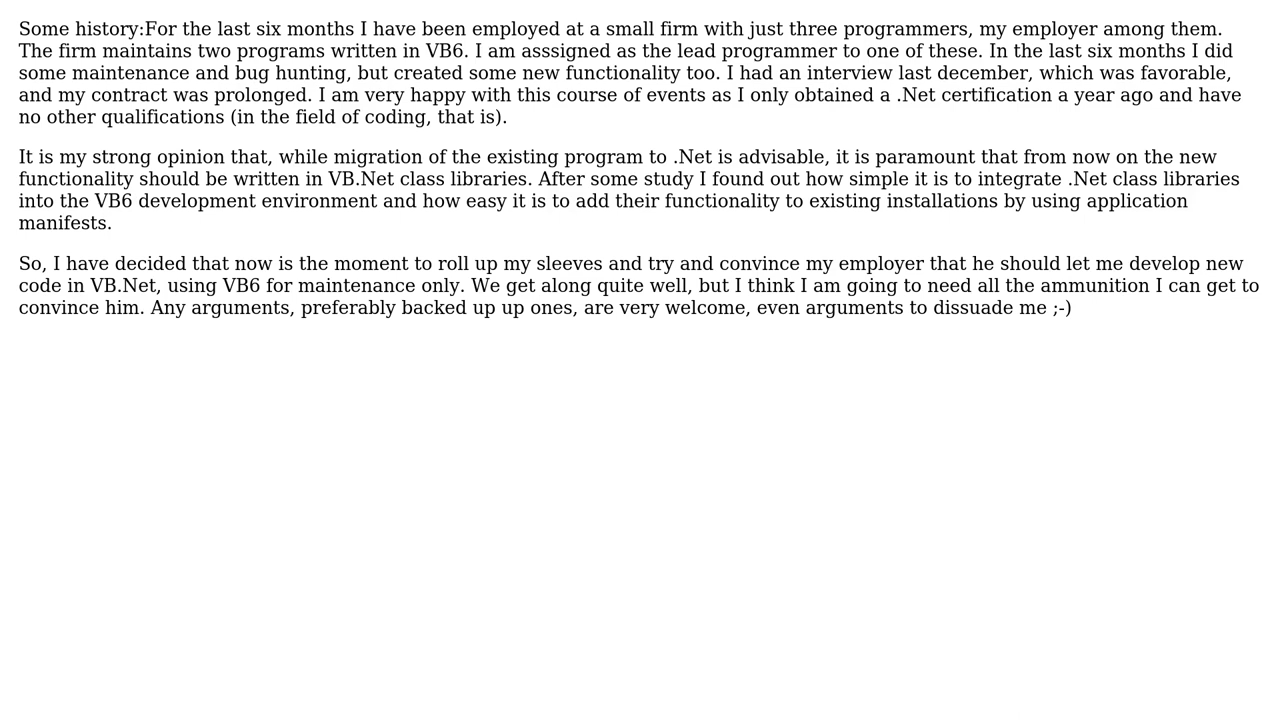 Some history:For the last six months I have been employed at a small firm with just three programmers, my employer among them.
The firm maintains two programs written in VB6. I am asssigned as the lead programmer to one of these. In the last six months I did
some maintenance and bug hunting, but created some new functionality too. I had an interview last december, which was favorable,
and my contract was prolonged. I am very happy with this course of events as I only obtained a .Net certification a year ago and have
no other qualifications (in the field of coding, that is).
It is my strong opinion that, while migration of the existing program to .Net is advisable, it is paramount that from now on the new
functionality should be written in VB.Net class libraries. After some study I found out how simple it is to integrate .Net class libraries
into the VB6 development environment and how easy it is to add their functionality to existing installations by using application
manifests.
So, I have decided that now is the moment to roll up my sleeves and try and convince my employer that he should let me develop new
code in VB.Net, using VB6 for maintenance only. We get along quite well, but I think I am going to need all the ammunition I can get to
convince him. Any arguments, preferably backed up up ones, are very welcome, even arguments to dissuade me ;-)